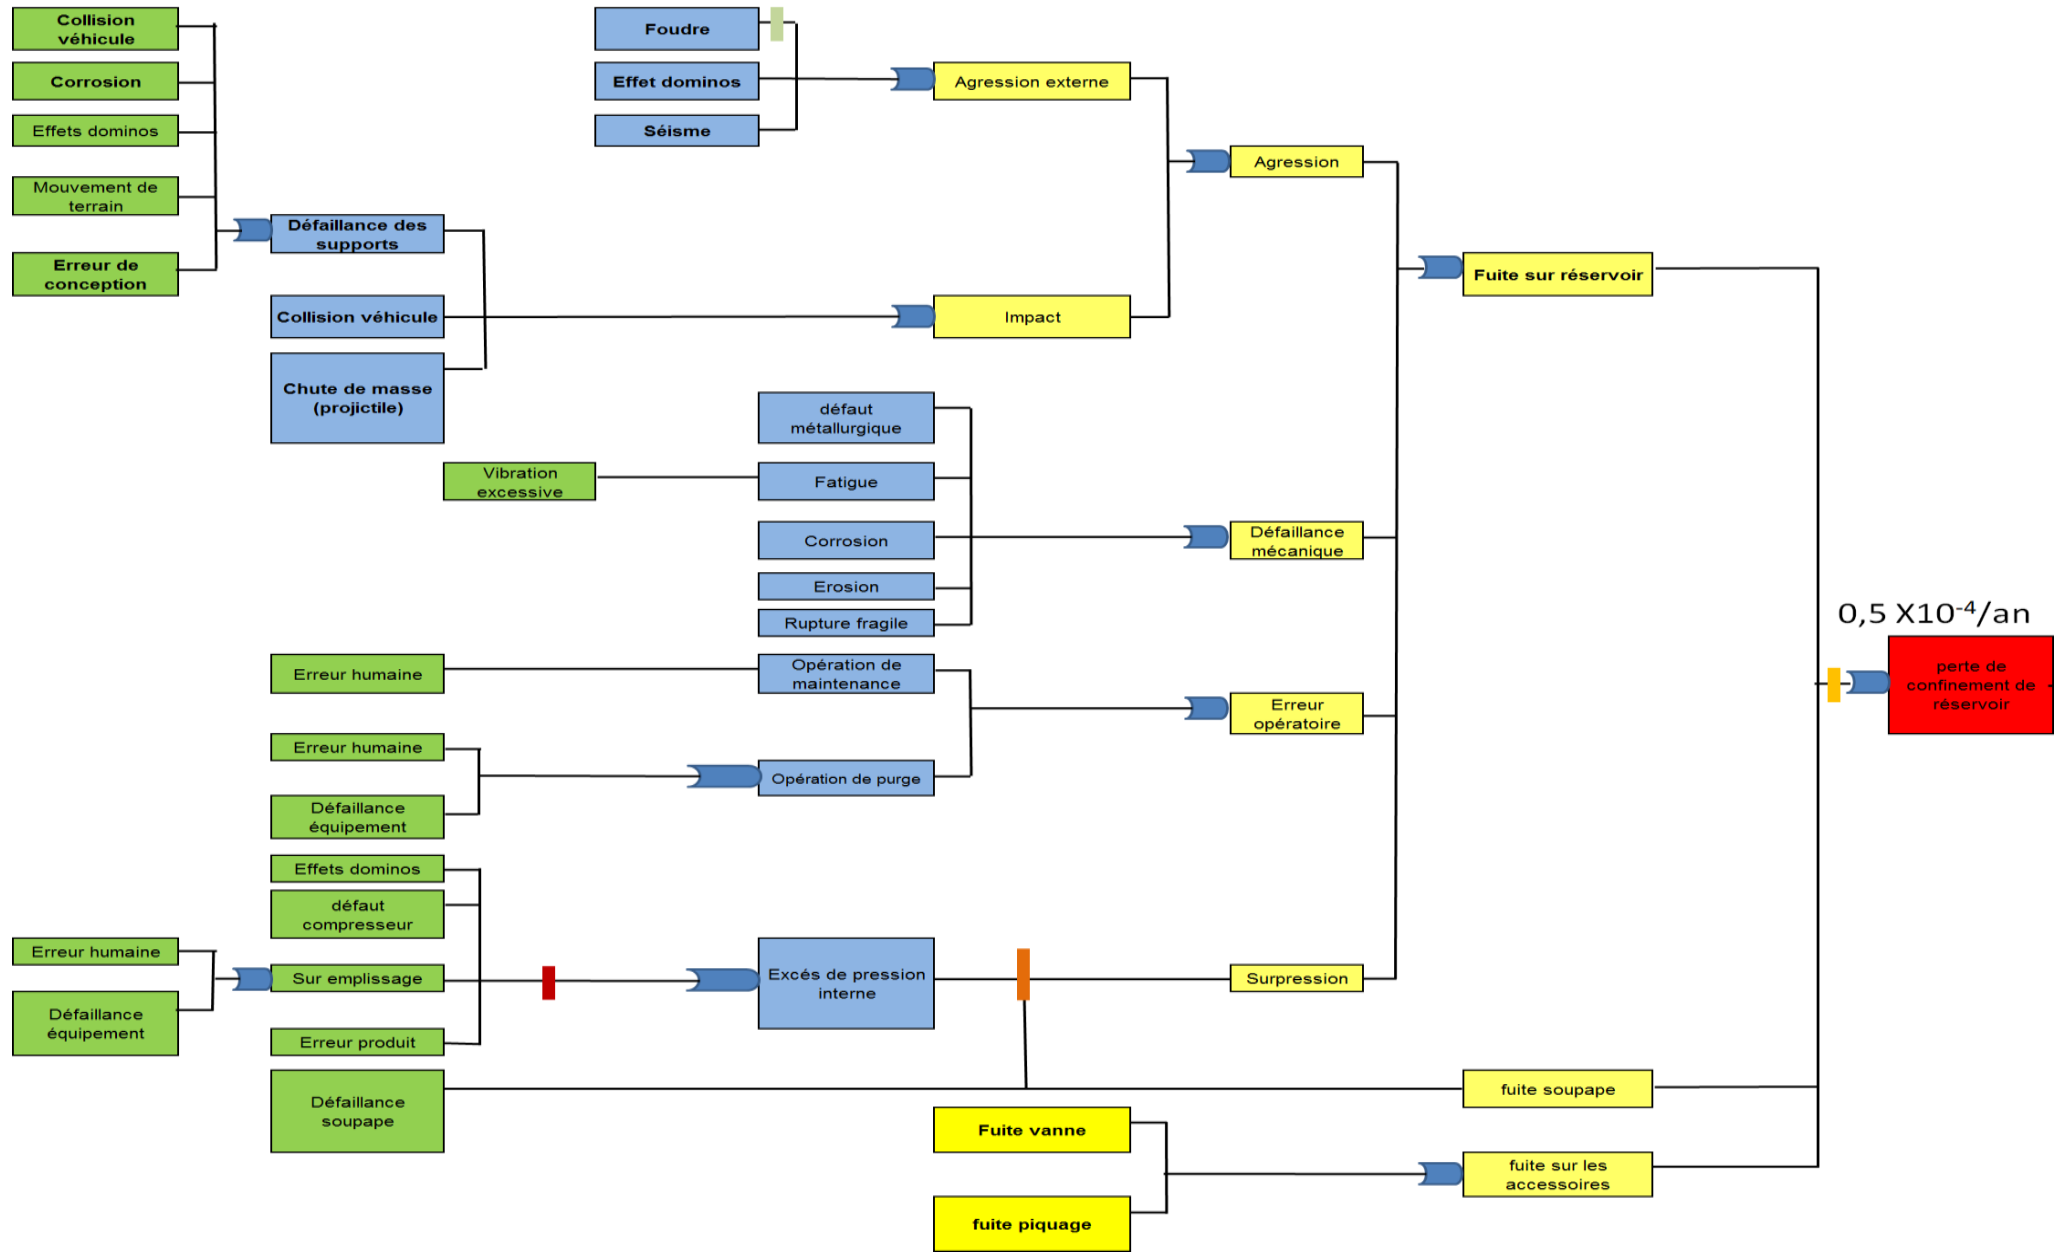 Collision
véhicule
Corrosion
Effets dominos
Mouvement de
terrain
Erreur de
conception
Défaillance des
supports
Collision véhicule
Chute de masse
(projictile)
Foudre
Effet dominos
Séisme
Agression externe
Impact
Agression
Fuite sur réservoir
défaut
métallurgique
Vibration
excessive
Fatigue
Corrosion
Erosion
Rupture fragile
Défaillance
mécanique
Erreur humaine
Opération de
maintenance
Erreur humaine
Défaillance
équipement
Opération de purge
Erreur
opératoire
0,5 X10⁻⁴/an
perte de
confinement de
réservoir
Effets dominos
défaut
compresseur
Erreur humaine
Défaillance
équipement
Sur emplissage
Erreur produit
Excés de pression
interne
Surpression
Défaillance
soupape
fuite soupape
Fuite vanne
fuite piquage
fuite sur les
accessoires